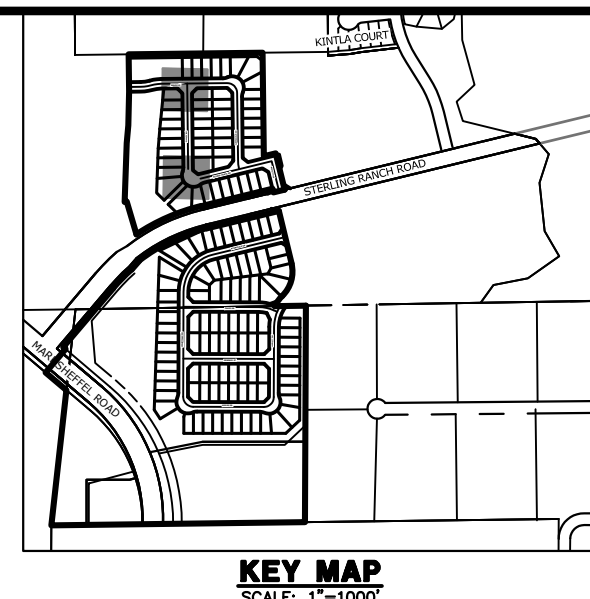 KINTLA COURT
STERLING RANCH ROAD
MARKSHEFFEL ROAD
KEY MAP
SCALE: 1"=1000'